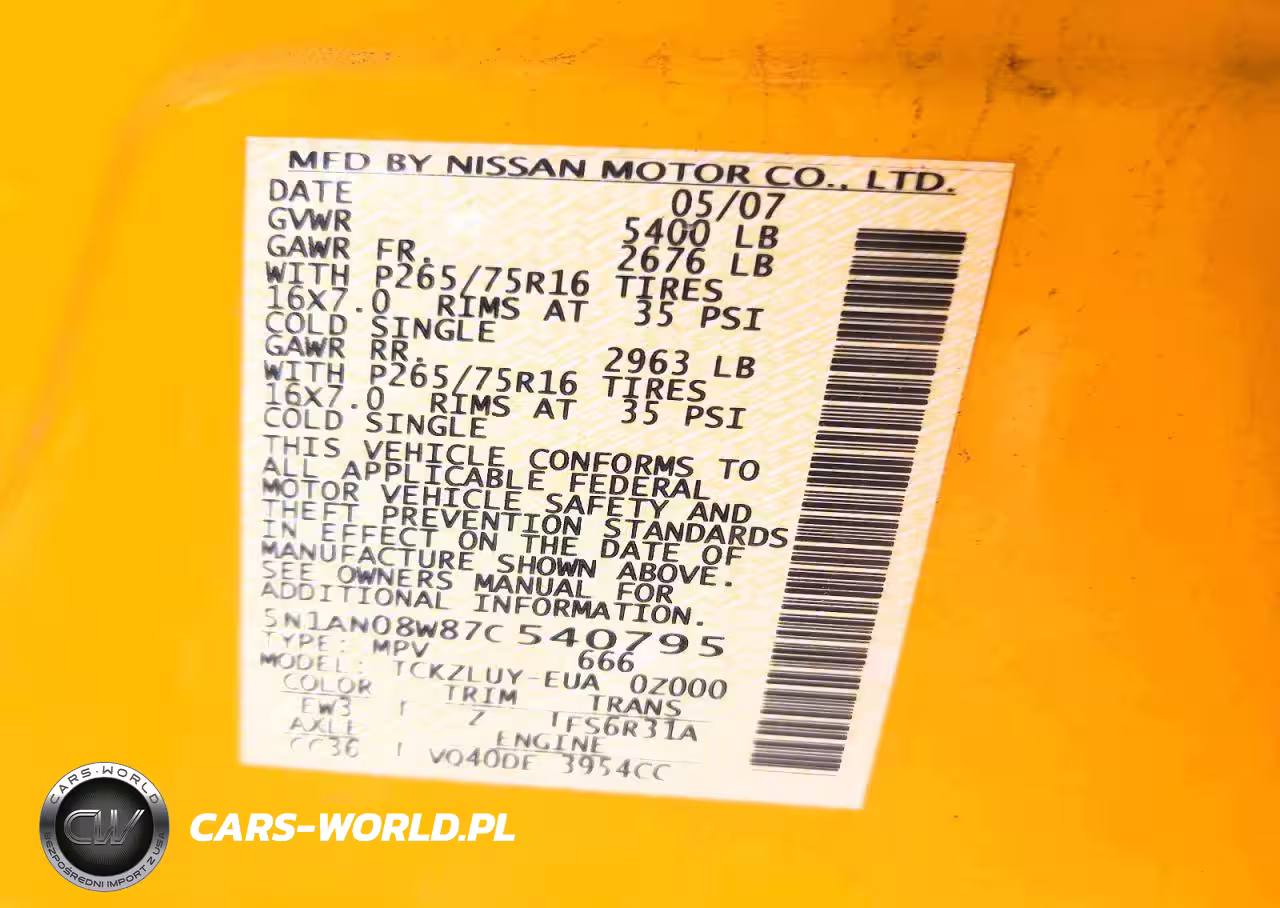 MFD BY NISSAN MOTOR CO., LTD.
DATE 05/07
GVWR 5400 LB
GAWR FR. 2676 LB
WITH P265/75R16 TIRES
16X7.0 RIMS AT 35 PSI
COLD SINGLE
GAWR RR. 2963 LB
WITH P265/75R16 TIRES
16X7.0 RIMS AT 35 PSI
COLD SINGLE
THIS VEHICLE CONFORMS TO
ALL APPLICABLE FEDERAL
MOTOR VEHICLE SAFETY AND
THEFT PREVENTION STANDARDS
IN EFFECT ON THE DATE OF
MANUFACTURE SHOWN ABOVE.
SEE OWNERS MANUAL FOR
ADDITIONAL INFORMATION.
5N1AN08W87C540795
TYPE: MPV 666
MODEL: TCKZLUY-EUA 0Z000
COLOR TRIM TRANS
EW3 Z TFS6R31A
AXLE ENGINE
CC36 VQ40DE 3954CC
CARS-WORLD
CW
BEZPOŚREDNI IMPORT Z USA
CARS-WORLD.PL